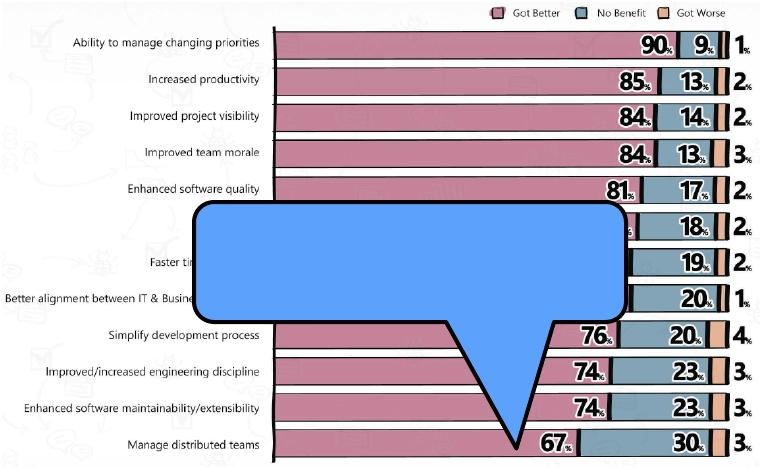 Got Better No Benefit Got Worse
Ability to manage changing priorities 90% 9% 1%
Increased productivity 85% 13% 2%
Improved project visibility 84% 14% 2%
Improved team morale 84% 13% 3%
Enhanced software quality 81% 17% 2%
% 18% 2%
Faster 19% 2%
Better alignment between IT & 20% 1%
Simplify development process 76% 20% 4%
Improved/increased engineering discipline 74% 23% 3%
Enhanced software maintainability/extensibility 74% 23% 3%
Manage distributed teams 67% 30% 3%